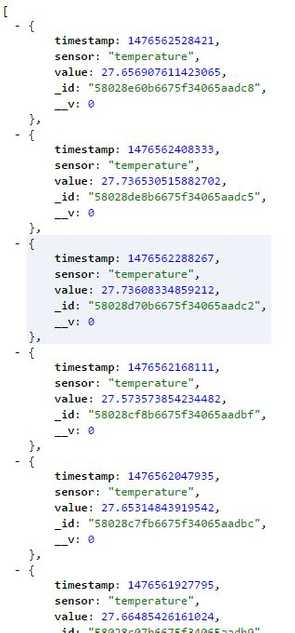 [
- {
timestamp: 1476562528421,
sensor: "temperature",
value: 27.656907611423065,
_id: "58028e60b6675f34065aadc8",
__v: 0
},
- {
timestamp: 1476562408333,
sensor: "temperature",
value: 27.736530515882702,
_id: "58028de8b6675f34065aadc5",
__v: 0
},
- {
timestamp: 1476562288267,
sensor: "temperature",
value: 27.73608334859212,
_id: "58028d70b6675f34065aadc2",
__v: 0
},
- {
timestamp: 1476562168111,
sensor: "temperature",
value: 27.573573854234482,
_id: "58028cf8b6675f34065aadbf",
__v: 0
},
- {
timestamp: 1476562047935,
sensor: "temperature",
value: 27.65314843919542,
_id: "58028c7fb6675f34065aadbc",
__v: 0
},
- {
timestamp: 1476561927795,
sensor: "temperature",
value: 27.66485426161024,
_id: "58028c07b6675f34065aadb9"